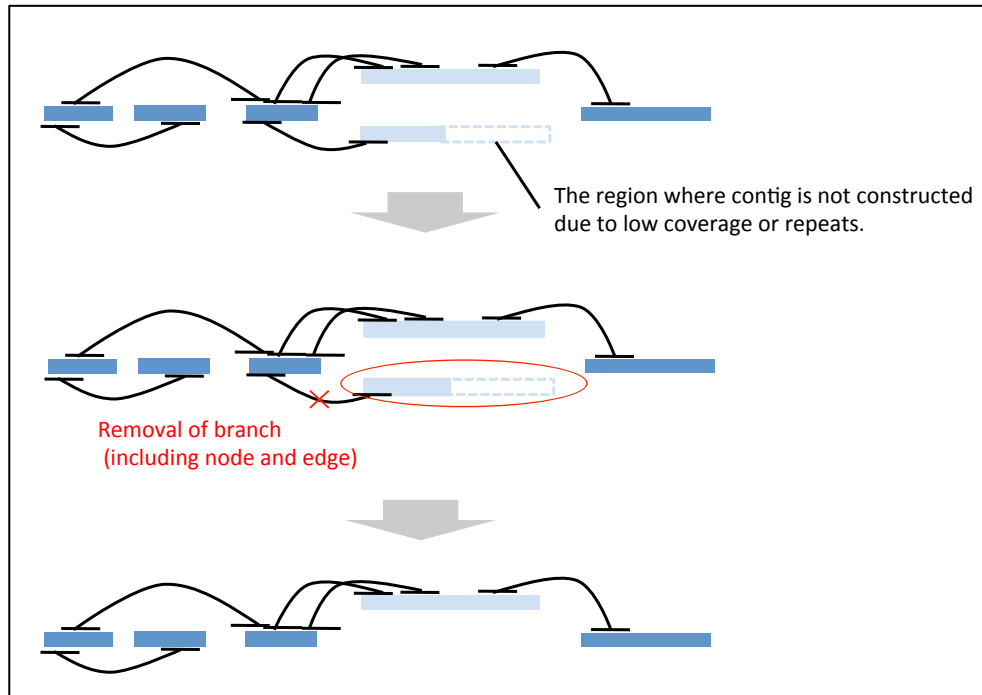 The region where contig is not constructed
due to low coverage or repeats.
Removal of branch
(including node and edge)